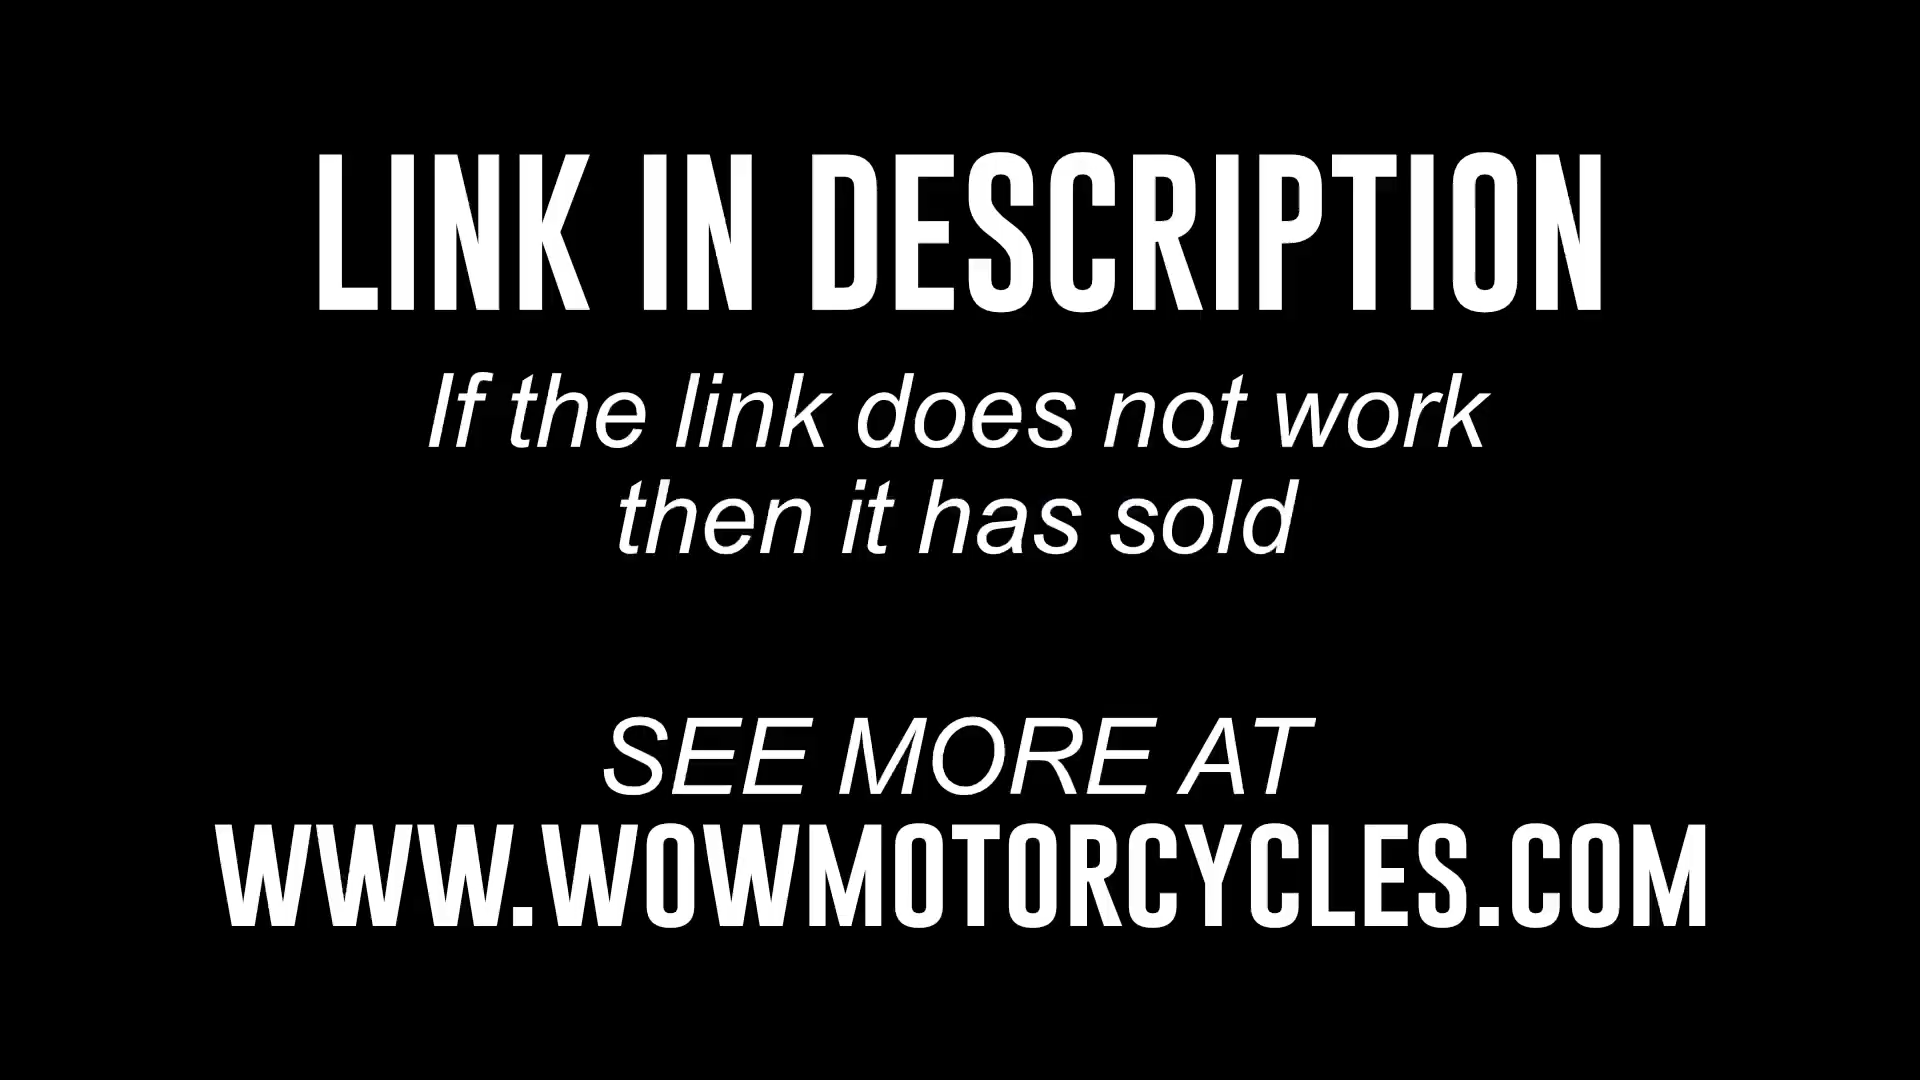 LINK IN DESCRIPTION
If the link does not work
then it has sold
SEE MORE AT
WWW.WOWMOTORCYCLES.COM